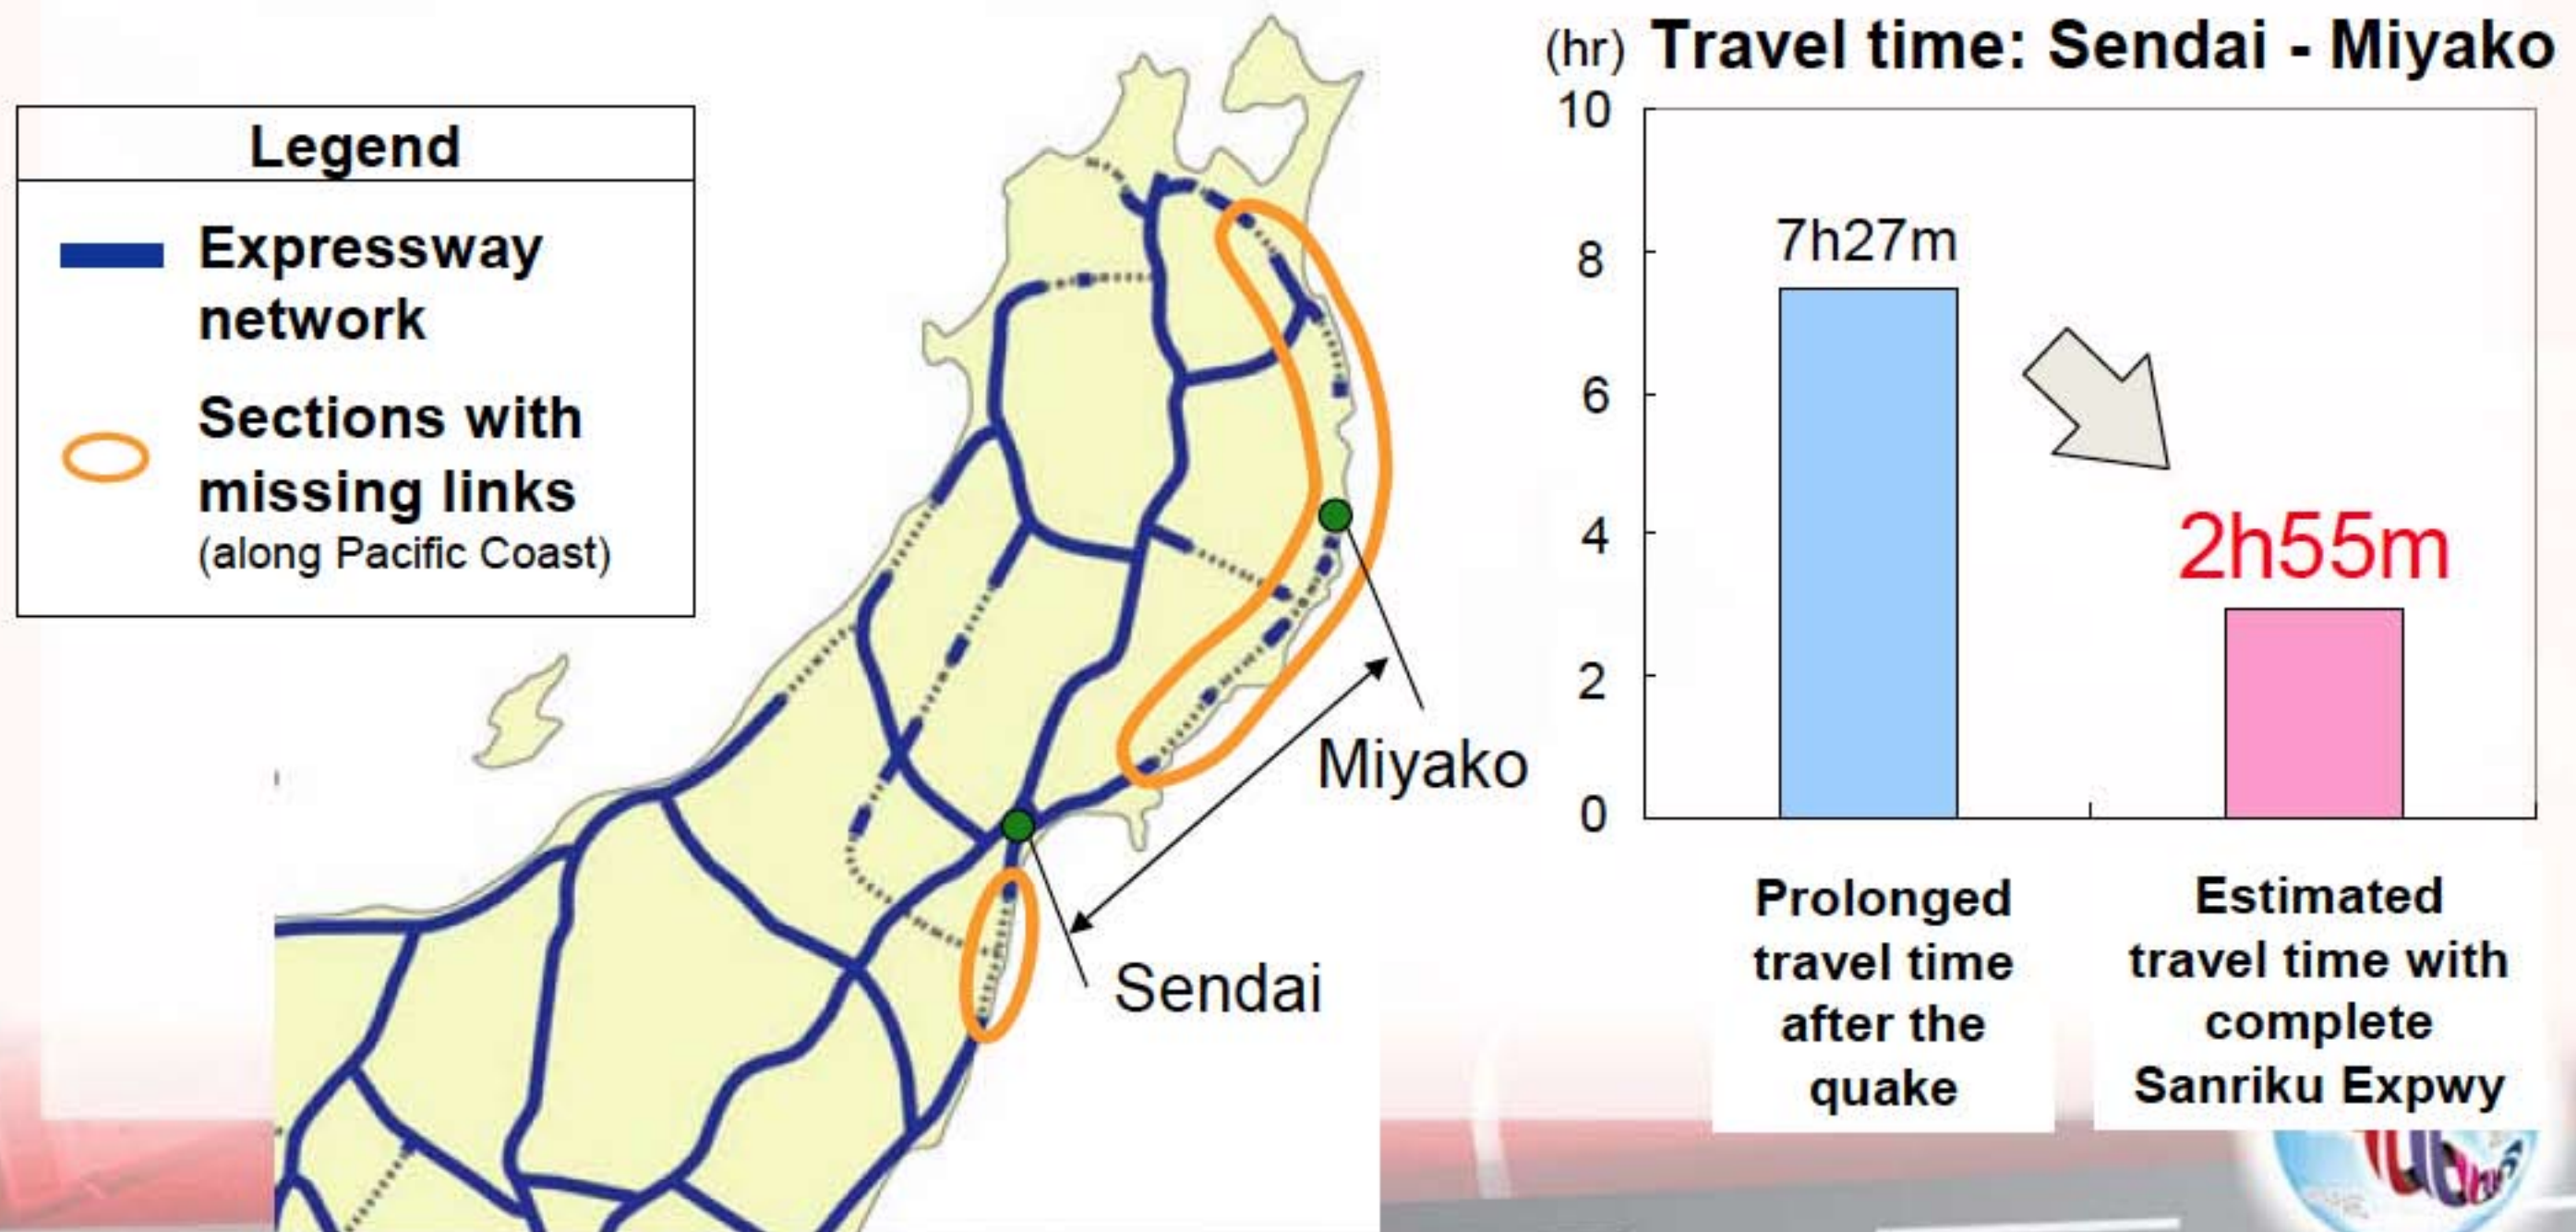 Legend
Expressway
network
Sections with
missing links
(along Pacific Coast)
Miyako
Sendai
(hr) Travel time: Sendai - Miyako
10
8
6
4
2
0
7h27m
2h55m
Prolonged
travel time
after the
quake
Estimated
travel time with
complete
Sanriku Expwy